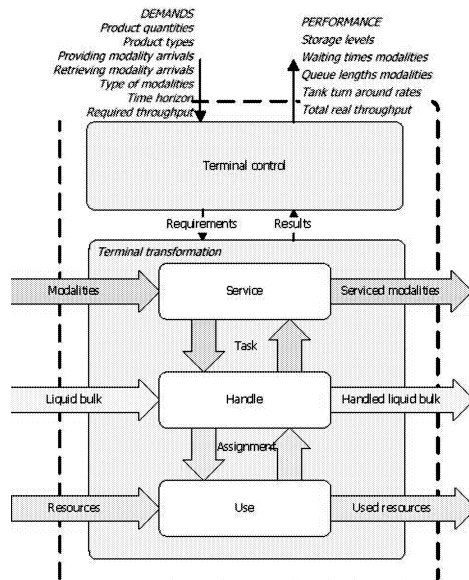 DEMANDS
Product quantities
Product types
Providing modality arrivals
Retrieving modality arrivals
Type of modalities
Time horizon
Required throughput
PERFORMANCE
Storage levels
Waiting times modalities
Queue lengths modalities
Tank turn around rates
Total real throughput
Terminal control
Requirements
Results
Terminal transformation
Modalities
Service
Serviced modalities
Task
Liquid bulk
Handle
Handled liquid bulk
Assignment
Resources
Use
Used resources